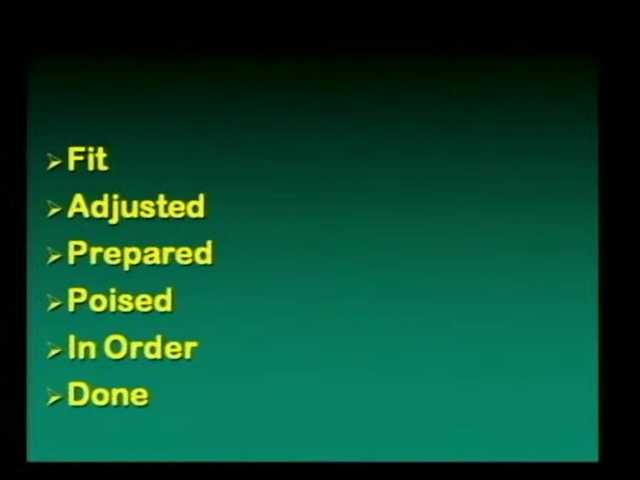 Fit
Adjusted
Prepared
Poised
In Order
Done